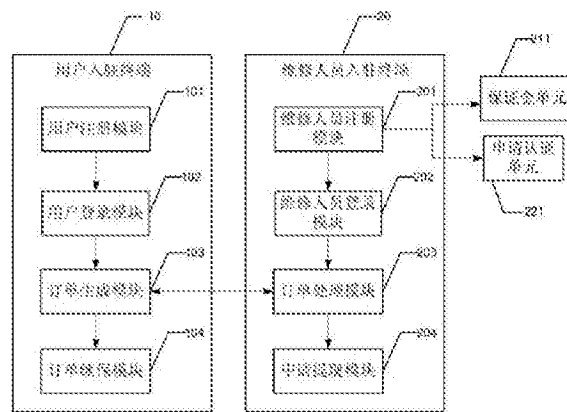 10
20
用户入驻终端
维修人员入驻终端
101
用户注册模块
102
用户登录模块
103
订单生成模块
104
订单续保模块
201
维修人员注册
模块
202
维修人员登录
模块
203
订单处理模块
204
申请提现模块
211
保证金单元
申请认证
单元
221